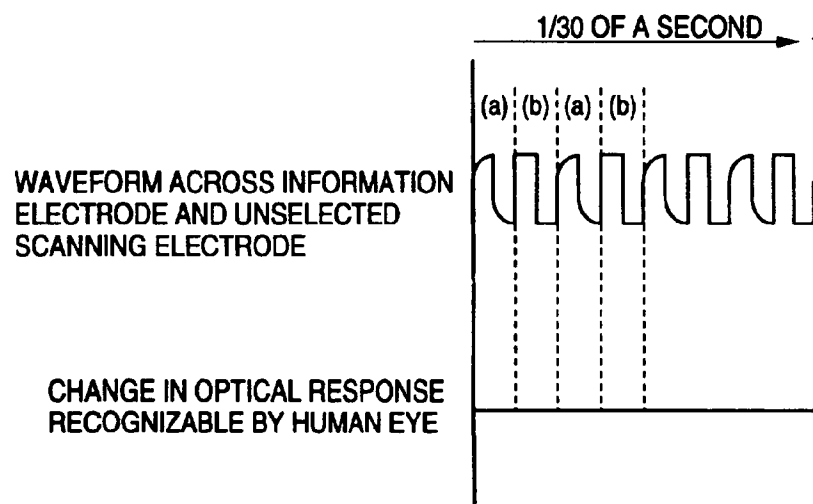 1/30 OF A SECOND
(a) (b) (a) (b)
WAVEFORM ACROSS INFORMATION
ELECTRODE AND UNSELECTED
SCANNING ELECTRODE
CHANGE IN OPTICAL RESPONSE
RECOGNIZABLE BY HUMAN EYE